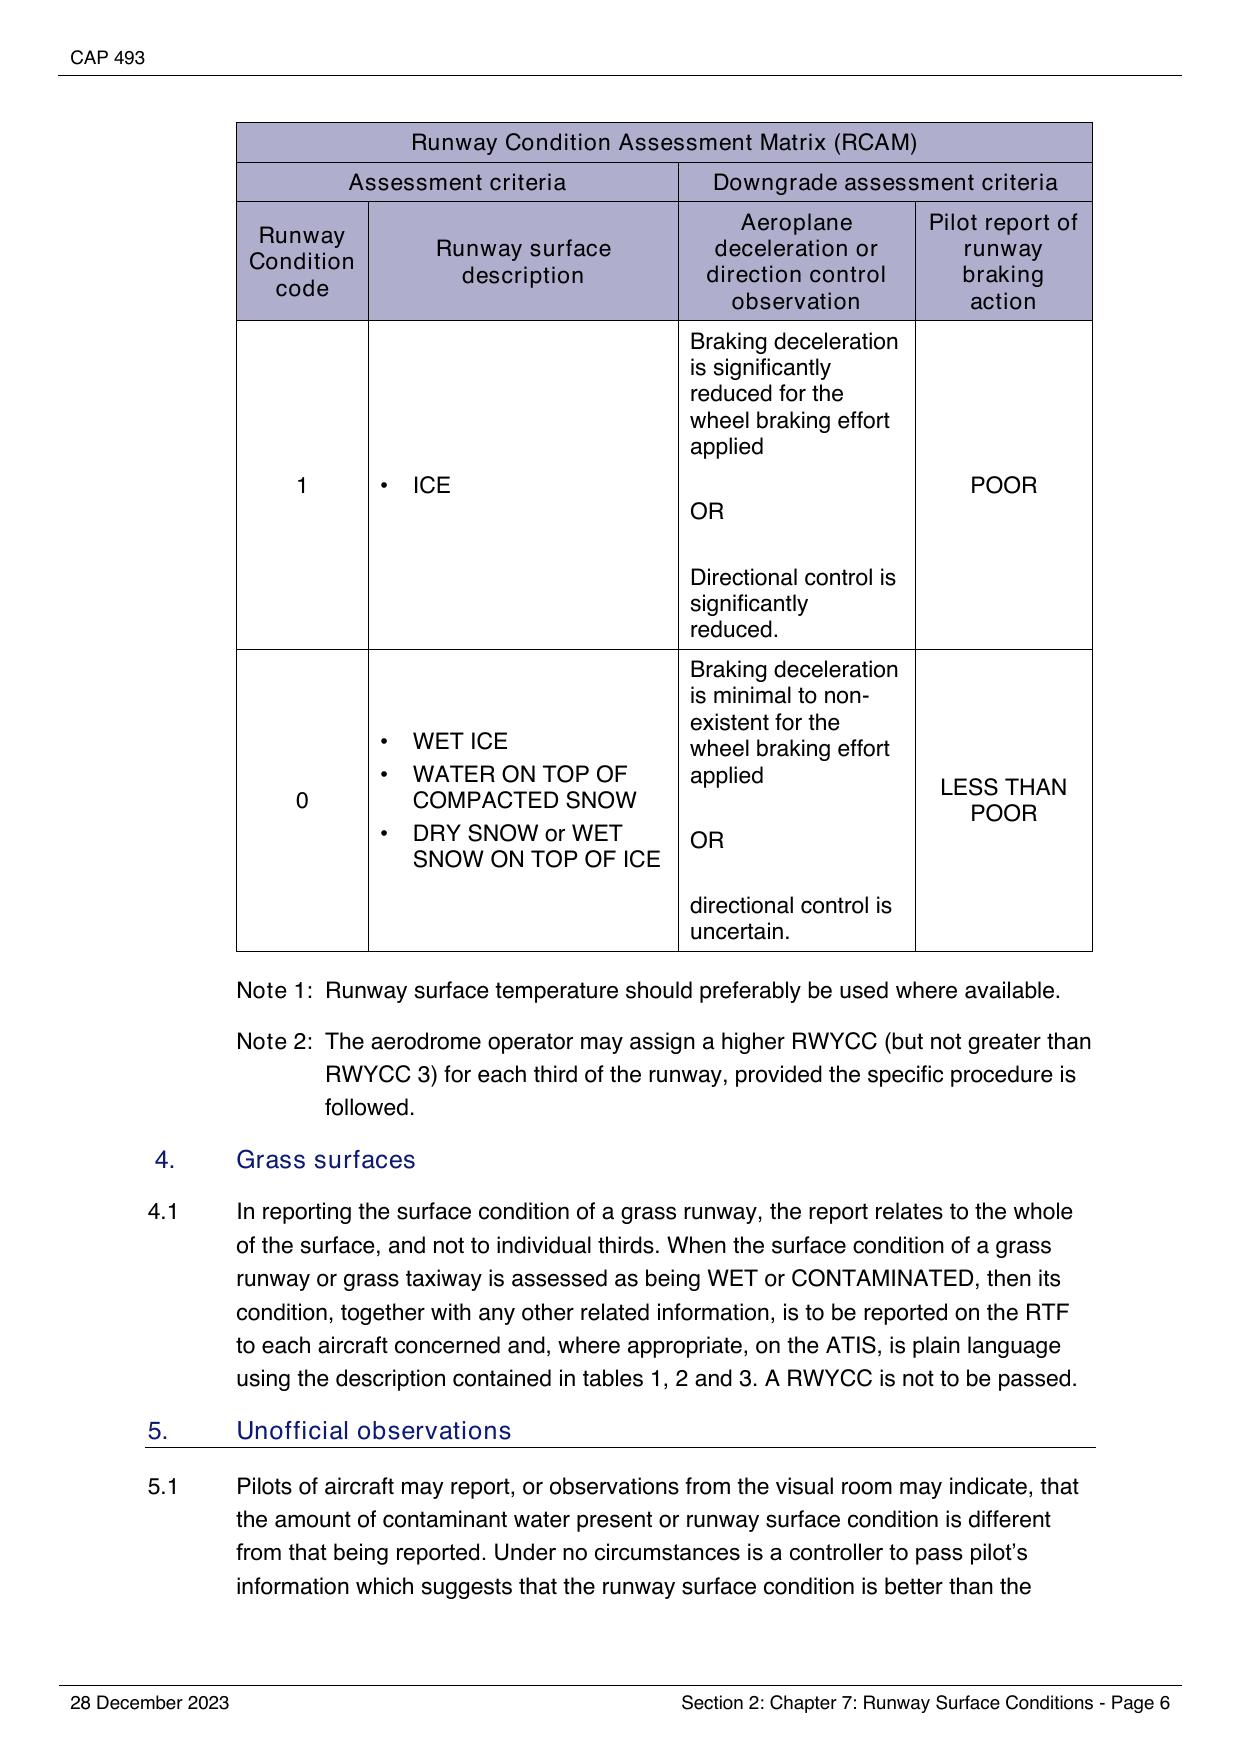 CAP 493
Runway Condition Assessment Matrix (RCAM)
Assessment criteria
Downgrade assessment criteria
Runway
Condition
code
Runway surface
description
Aeroplane
deceleration or
direction control
observation
Pilot report of
runway
braking
action
1
• ICE
Braking deceleration
is significantly
reduced for the
wheel braking effort
applied
OR
Directional control is
significantly
reduced.
POOR
0
• WET ICE
• WATER ON TOP OF
COMPACTED SNOW
• DRY SNOW or WET
SNOW ON TOP OF ICE
Braking deceleration
is minimal to non-
existent for the
wheel braking effort
applied
OR
directional control is
uncertain.
LESS THAN
POOR
Note 1: Runway surface temperature should preferably be used where available.
Note 2: The aerodrome operator may assign a higher RWYCC (but not greater than
RWYCC 3) for each third of the runway, provided the specific procedure is
followed.
4. Grass surfaces
4.1 In reporting the surface condition of a grass runway, the report relates to the whole
of the surface, and not to individual thirds. When the surface condition of a grass
runway or grass taxiway is assessed as being WET or CONTAMINATED, then its
condition, together with any other related information, is to be reported on the RTF
to each aircraft concerned and, where appropriate, on the ATIS, is plain language
using the description contained in tables 1, 2 and 3. A RWYCC is not to be passed.
5. Unofficial observations
5.1 Pilots of aircraft may report, or observations from the visual room may indicate, that
the amount of contaminant water present or runway surface condition is different
from that being reported. Under no circumstances is a controller to pass pilot’s
information which suggests that the runway surface condition is better than the
28 December 2023
Section 2: Chapter 7: Runway Surface Conditions - Page 6